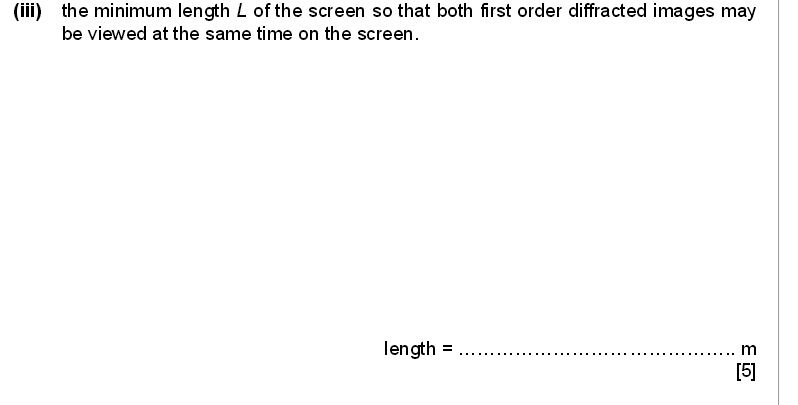 (iii) the minimum length L of the screen so that both first order diffracted images may
be viewed at the same time on the screen.
length = ................................................ m
[5]